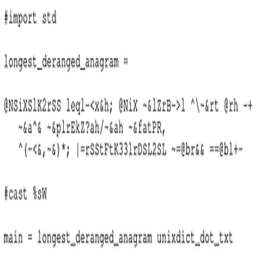 #import std
longest_deranged_anagram =
@NSiXSlK2rSS leql-<x&h; @NiX ~&lZrB->l ^\~&rt @rh -+
~&a^& ~&plrEkZ?ah/~&ah ~&fatPR,
^(-<&,~&)*; |=rSStFtK33lrDSL2SL ~=@br&& ==@bl+-
#cast %sW
main = longest_deranged_anagram unixdict_dot_txt